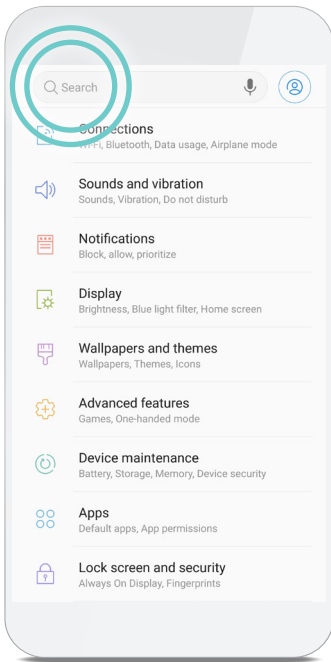 Search
Connections
Wi-Fi, Bluetooth, Data usage, Airplane mode
Sounds and vibration
Sounds, Vibration, Do not disturb
Notifications
Block, allow, prioritize
Display
Brightness, Blue light filter, Home screen
Wallpapers and themes
Wallpapers, Themes, Icons
Advanced features
Games, One-handed mode
Device maintenance
Battery, Storage, Memory, Device security
Apps
Default apps, App permissions
Lock screen and security
Always On Display, Fingerprints